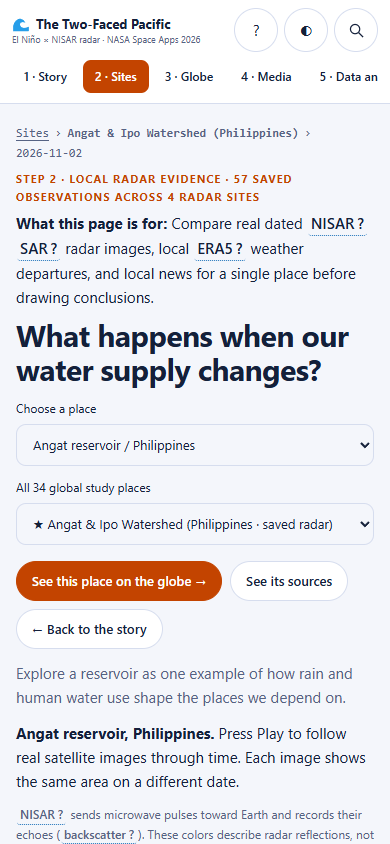 The Two-Faced Pacific
El Niño × NISAR radar · NASA Space Apps 2026
?
1 · Story
2 · Sites
3 · Globe
4 · Media
5 · Data an
Sites › Angat & Ipo Watershed (Philippines) ›
2026-11-02
STEP 2 · LOCAL RADAR EVIDENCE · 57 SAVED
OBSERVATIONS ACROSS 4 RADAR SITES
What this page is for: Compare real dated NISAR ?
SAR ? radar images, local ERA5 ? weather
departures, and local news for a single place before
drawing conclusions.
What happens when our
water supply changes?
Choose a place
Angat reservoir / Philippines
All 34 global study places
★ Angat & Ipo Watershed (Philippines · saved radar)
See this place on the globe →
See its sources
← Back to the story
Explore a reservoir as one example of how rain and
human water use shape the places we depend on.
Angat reservoir, Philippines. Press Play to follow
real satellite images through time. Each image shows
the same area on a different date.
NISAR ? sends microwave pulses toward Earth and records their
echoes ( backscatter ? ). These colors describe radar reflections, not